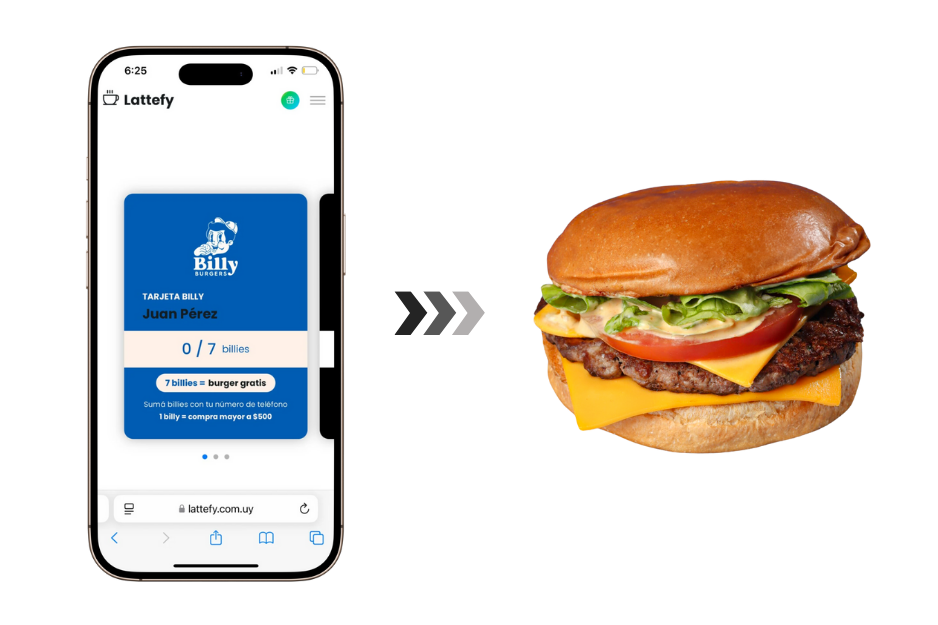 6:25
Lattefy
Billy
BURGERS
TARJETA BILLY
Juan Pérez
0 / 7 billies
7 billies = burger gratis
Sumá billies con tu número de teléfono
1 billy = compra mayor a $500
lattefy.com.uy